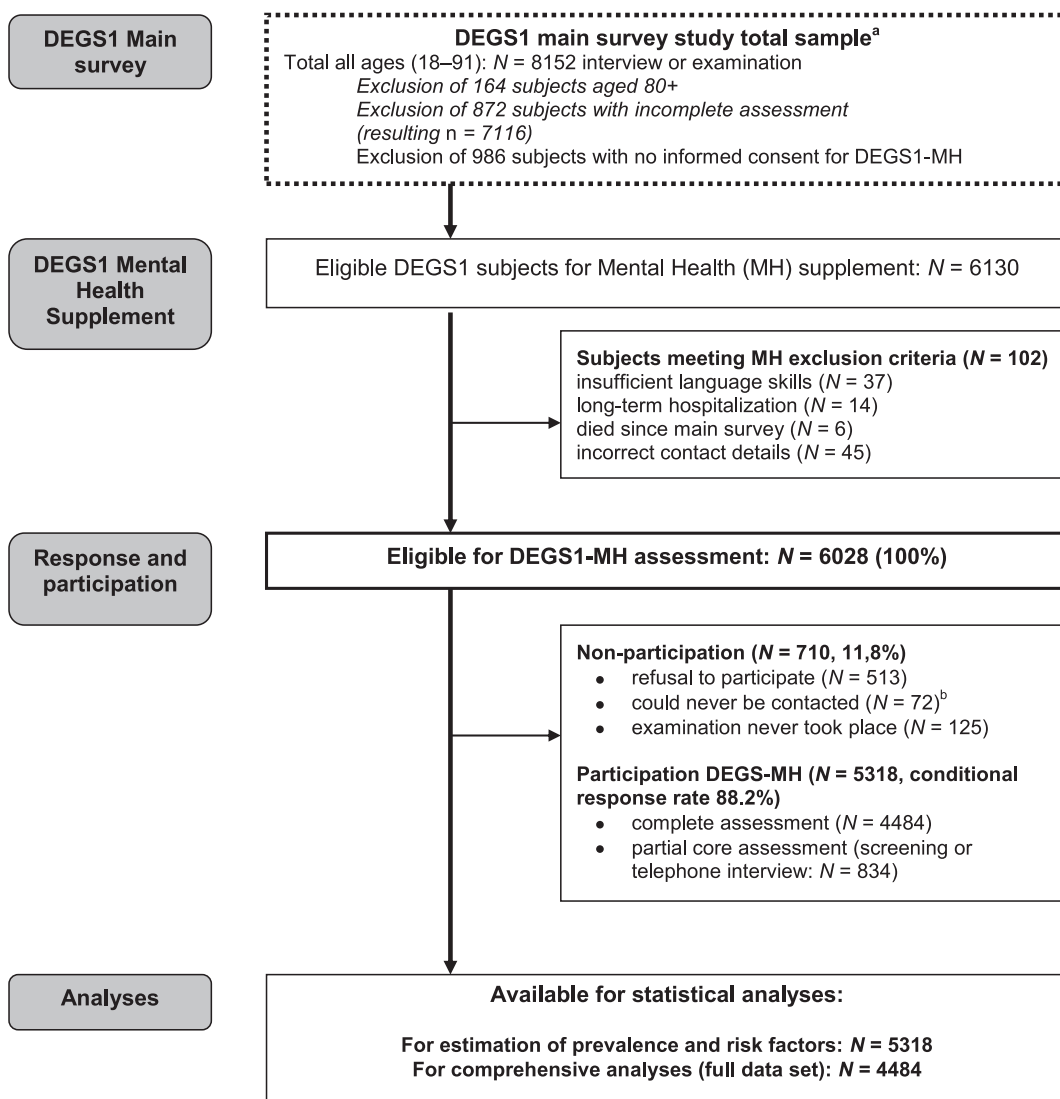 DEGS1 Main
survey
DEGS1 main survey study total sampleᵃ
Total all ages (18–91): N = 8152 interview or examination
Exclusion of 164 subjects aged 80+
Exclusion of 872 subjects with incomplete assessment
(resulting n = 7116)
Exclusion of 986 subjects with no informed consent for DEGS1-MH
DEGS1 Mental
Health
Supplement
Eligible DEGS1 subjects for Mental Health (MH) supplement: N = 6130
Subjects meeting MH exclusion criteria (N = 102)
insufficient language skills (N = 37)
long-term hospitalization (N = 14)
died since main survey (N = 6)
incorrect contact details (N = 45)
Response and
participation
Eligible for DEGS1-MH assessment: N = 6028 (100%)
Non-participation (N = 710, 11,8%)
• refusal to participate (N = 513)
• could never be contacted (N = 72)ᵇ
• examination never took place (N = 125)
Participation DEGS-MH (N = 5318, conditional
response rate 88.2%)
• complete assessment (N = 4484)
• partial core assessment (screening or
telephone interview: N = 834)
Analyses
Available for statistical analyses:
For estimation of prevalence and risk factors: N = 5318
For comprehensive analyses (full data set): N = 4484